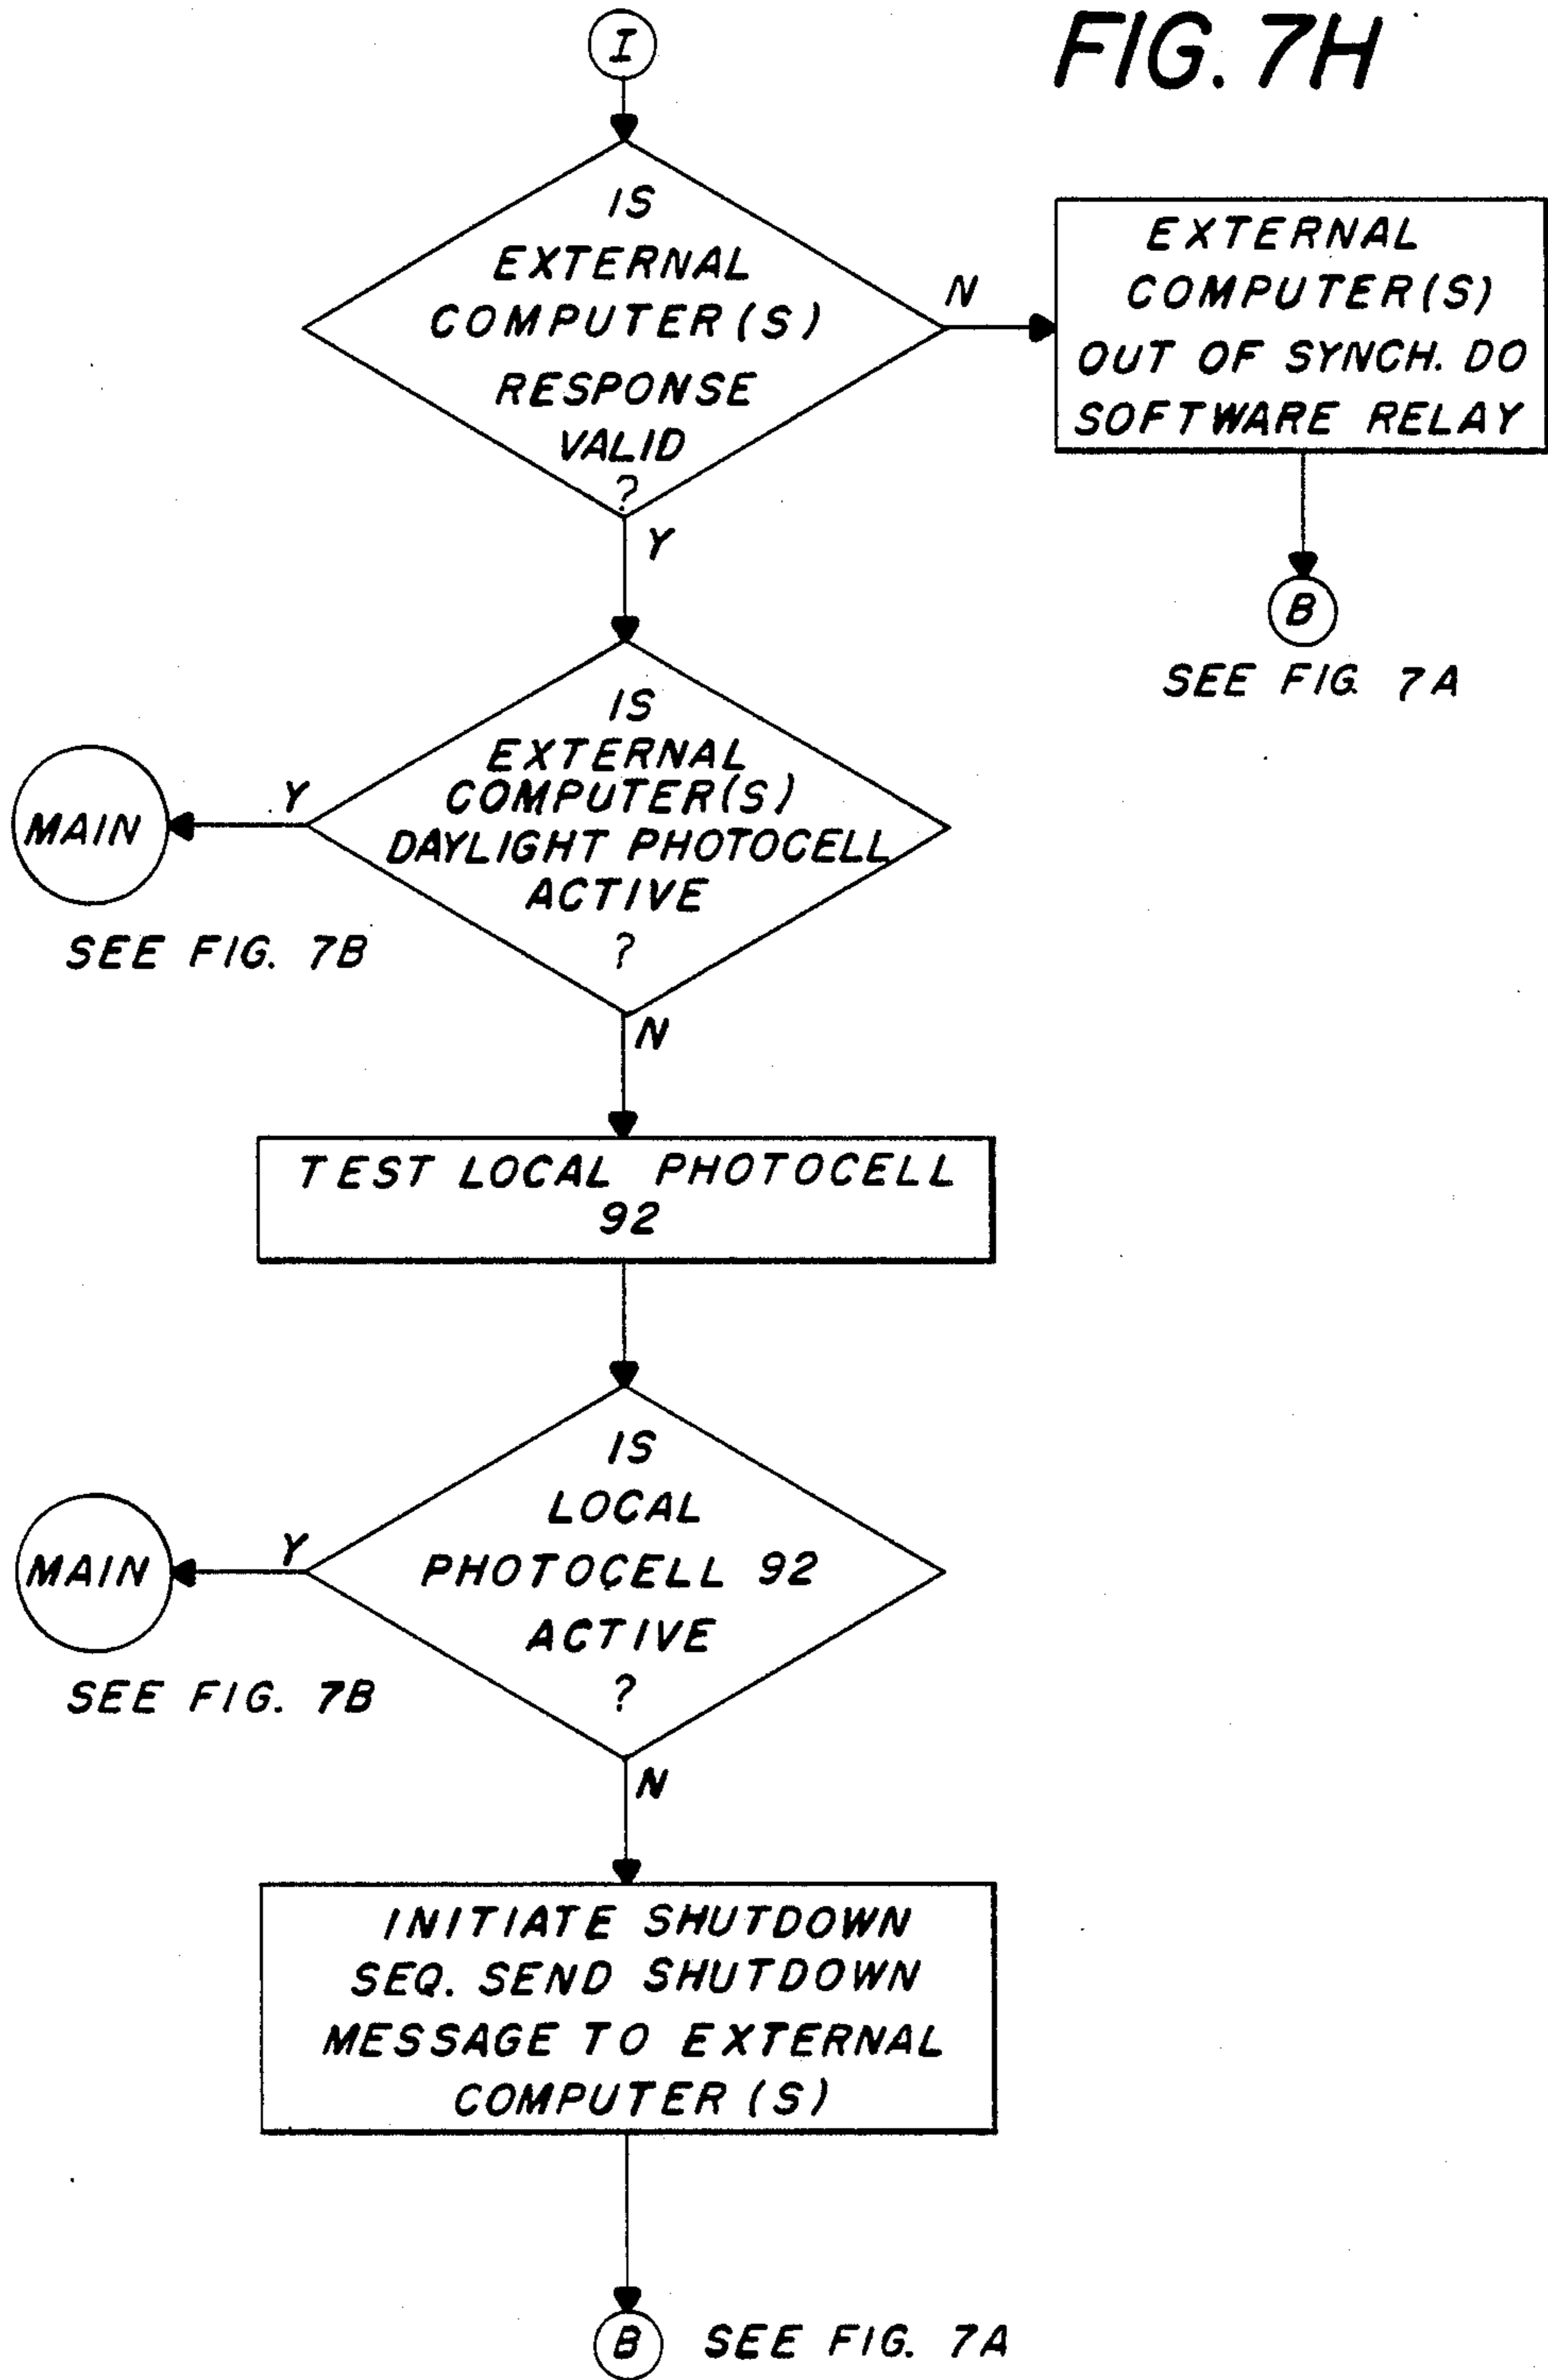 I
FIG. 7H
IS
EXTERNAL
COMPUTER(S)
RESPONSE
VALID
?
N
EXTERNAL
COMPUTER(S)
OUT OF SYNCH. DO
SOFTWARE RELAY
B
SEE FIG. 7A
Y
IS
EXTERNAL
COMPUTER(S)
DAYLIGHT PHOTOCELL
ACTIVE
?
Y
MAIN
SEE FIG. 7B
N
TEST LOCAL PHOTOCELL
92
IS
LOCAL
PHOTOCELL 92
ACTIVE
?
Y
MAIN
SEE FIG. 7B
N
INITIATE SHUTDOWN
SEQ. SEND SHUTDOWN
MESSAGE TO EXTERNAL
COMPUTER (S)
B
SEE FIG. 7A